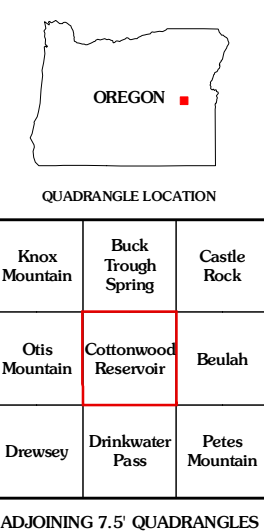 OREGON
QUADRANGLE LOCATION
Knox
Mountain
Buck
Trough
Spring
Castle
Rock
Otis
Mountain
Cottonwood
Reservoir
Beulah
Drewsey
Drinkwater
Pass
Petes
Mountain
ADJOINING 7.5' QUADRANGLES